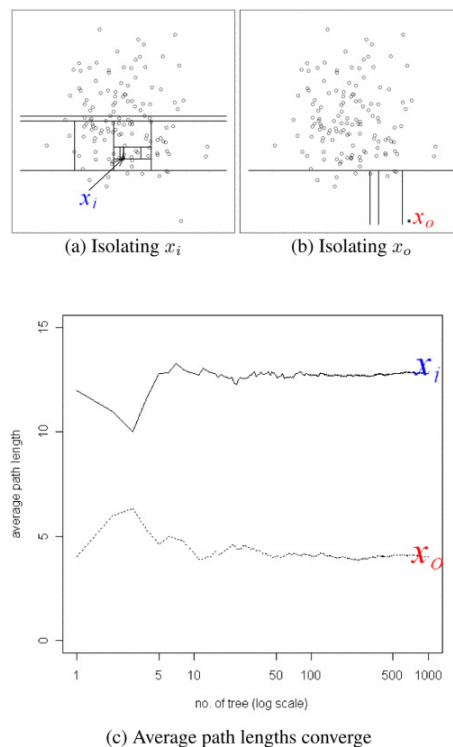 x_i
x_o
(a) Isolating x_i
(b) Isolating x_o
15
10
5
0
average path length
x_i
x_o
1
5
10
50
100
500
1000
no. of tree (log scale)
(c) Average path lengths converge